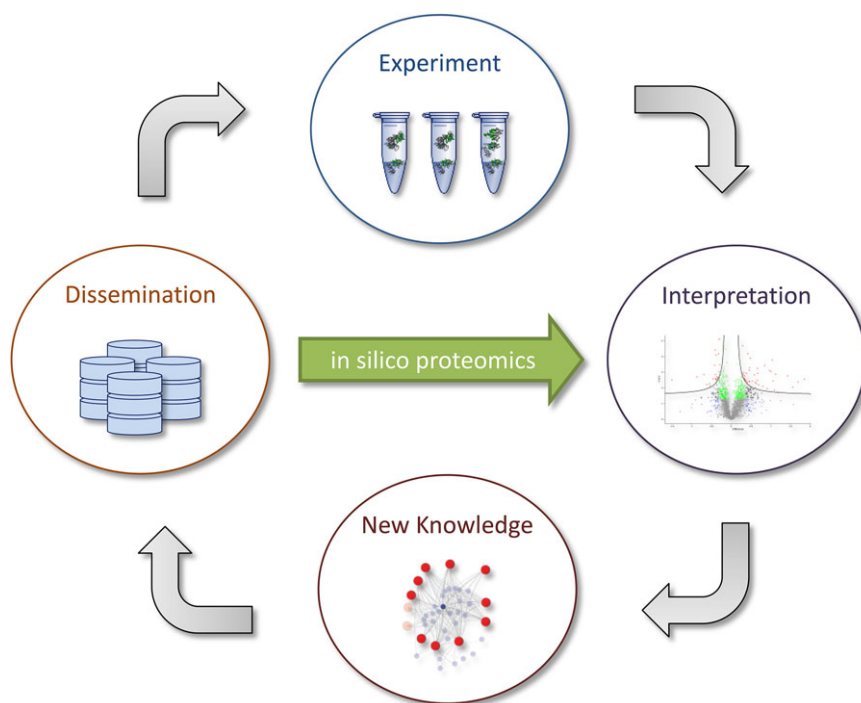 Experiment
Dissemination
in silico proteomics
Interpretation
New Knowledge